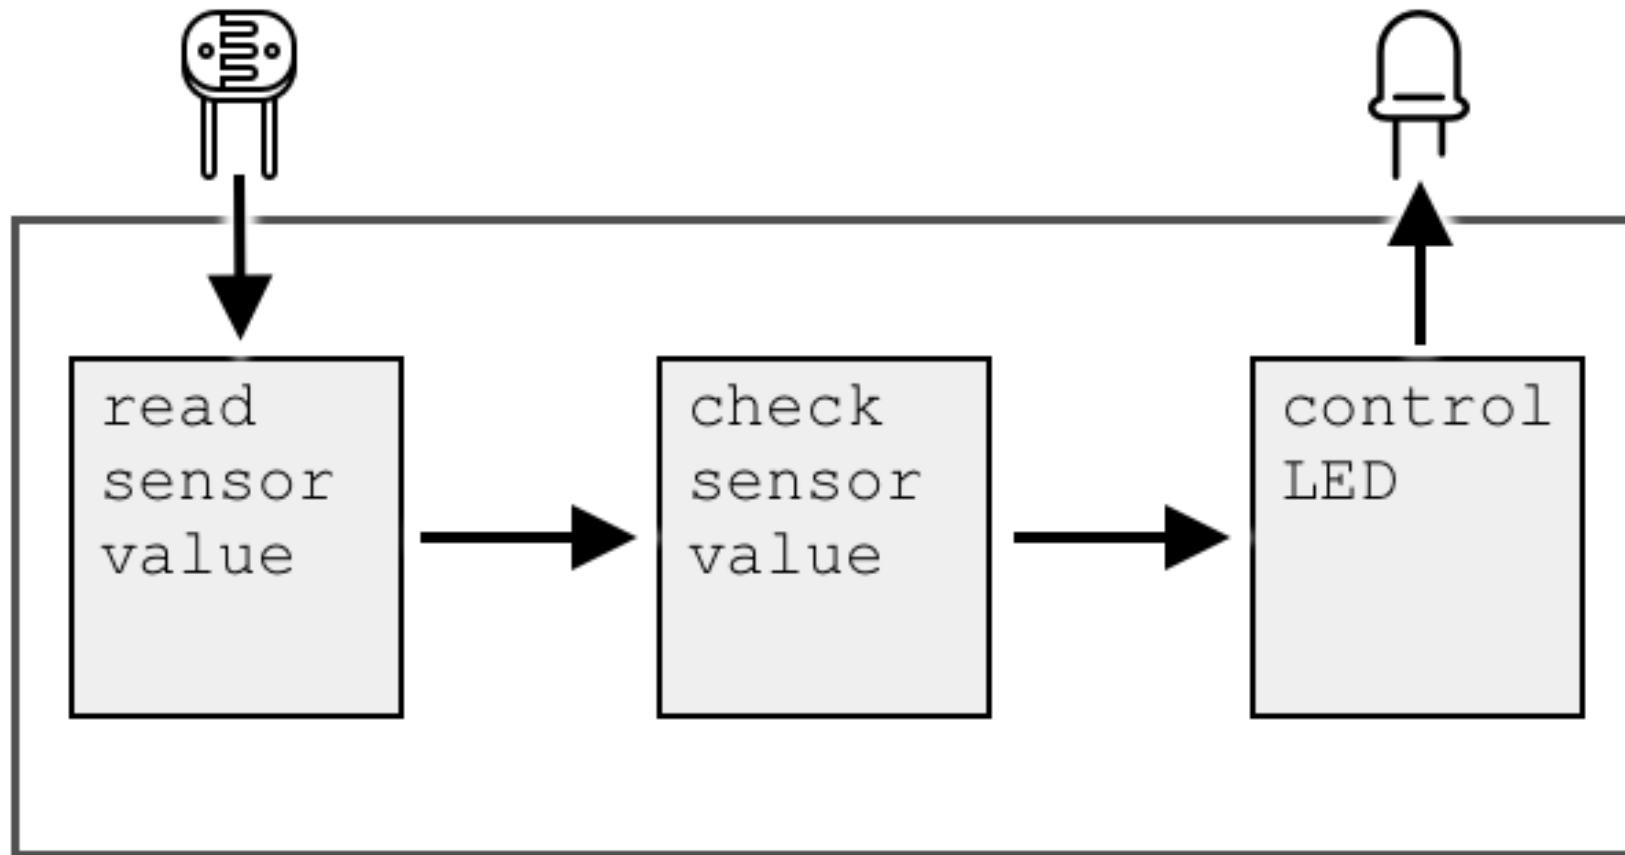 read
sensor
value
check
sensor
value
control
LED